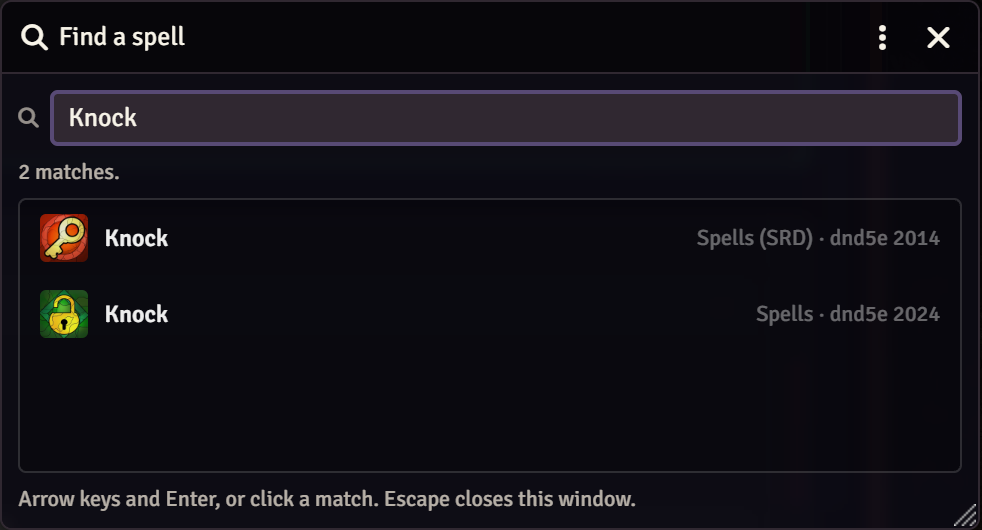 Find a spell
Knock
2 matches.
Knock Spells (SRD) · dnd5e 2014
Knock Spells · dnd5e 2024
Arrow keys and Enter, or click a match. Escape closes this window.